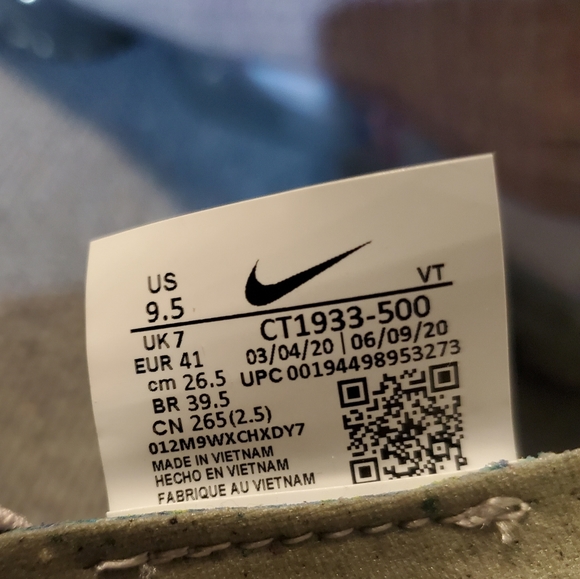 US
9.5
VT
UK 7
CT1933-500
EUR 41
03/04/20 | 06/09/20
cm 26.5
UPC 00194498953273
BR 39.5
CN 265(2.5)
012M9WXCHXDY7
MADE IN VIETNAM
HECHO EN VIETNAM
FABRIQUE AU VIETNAM